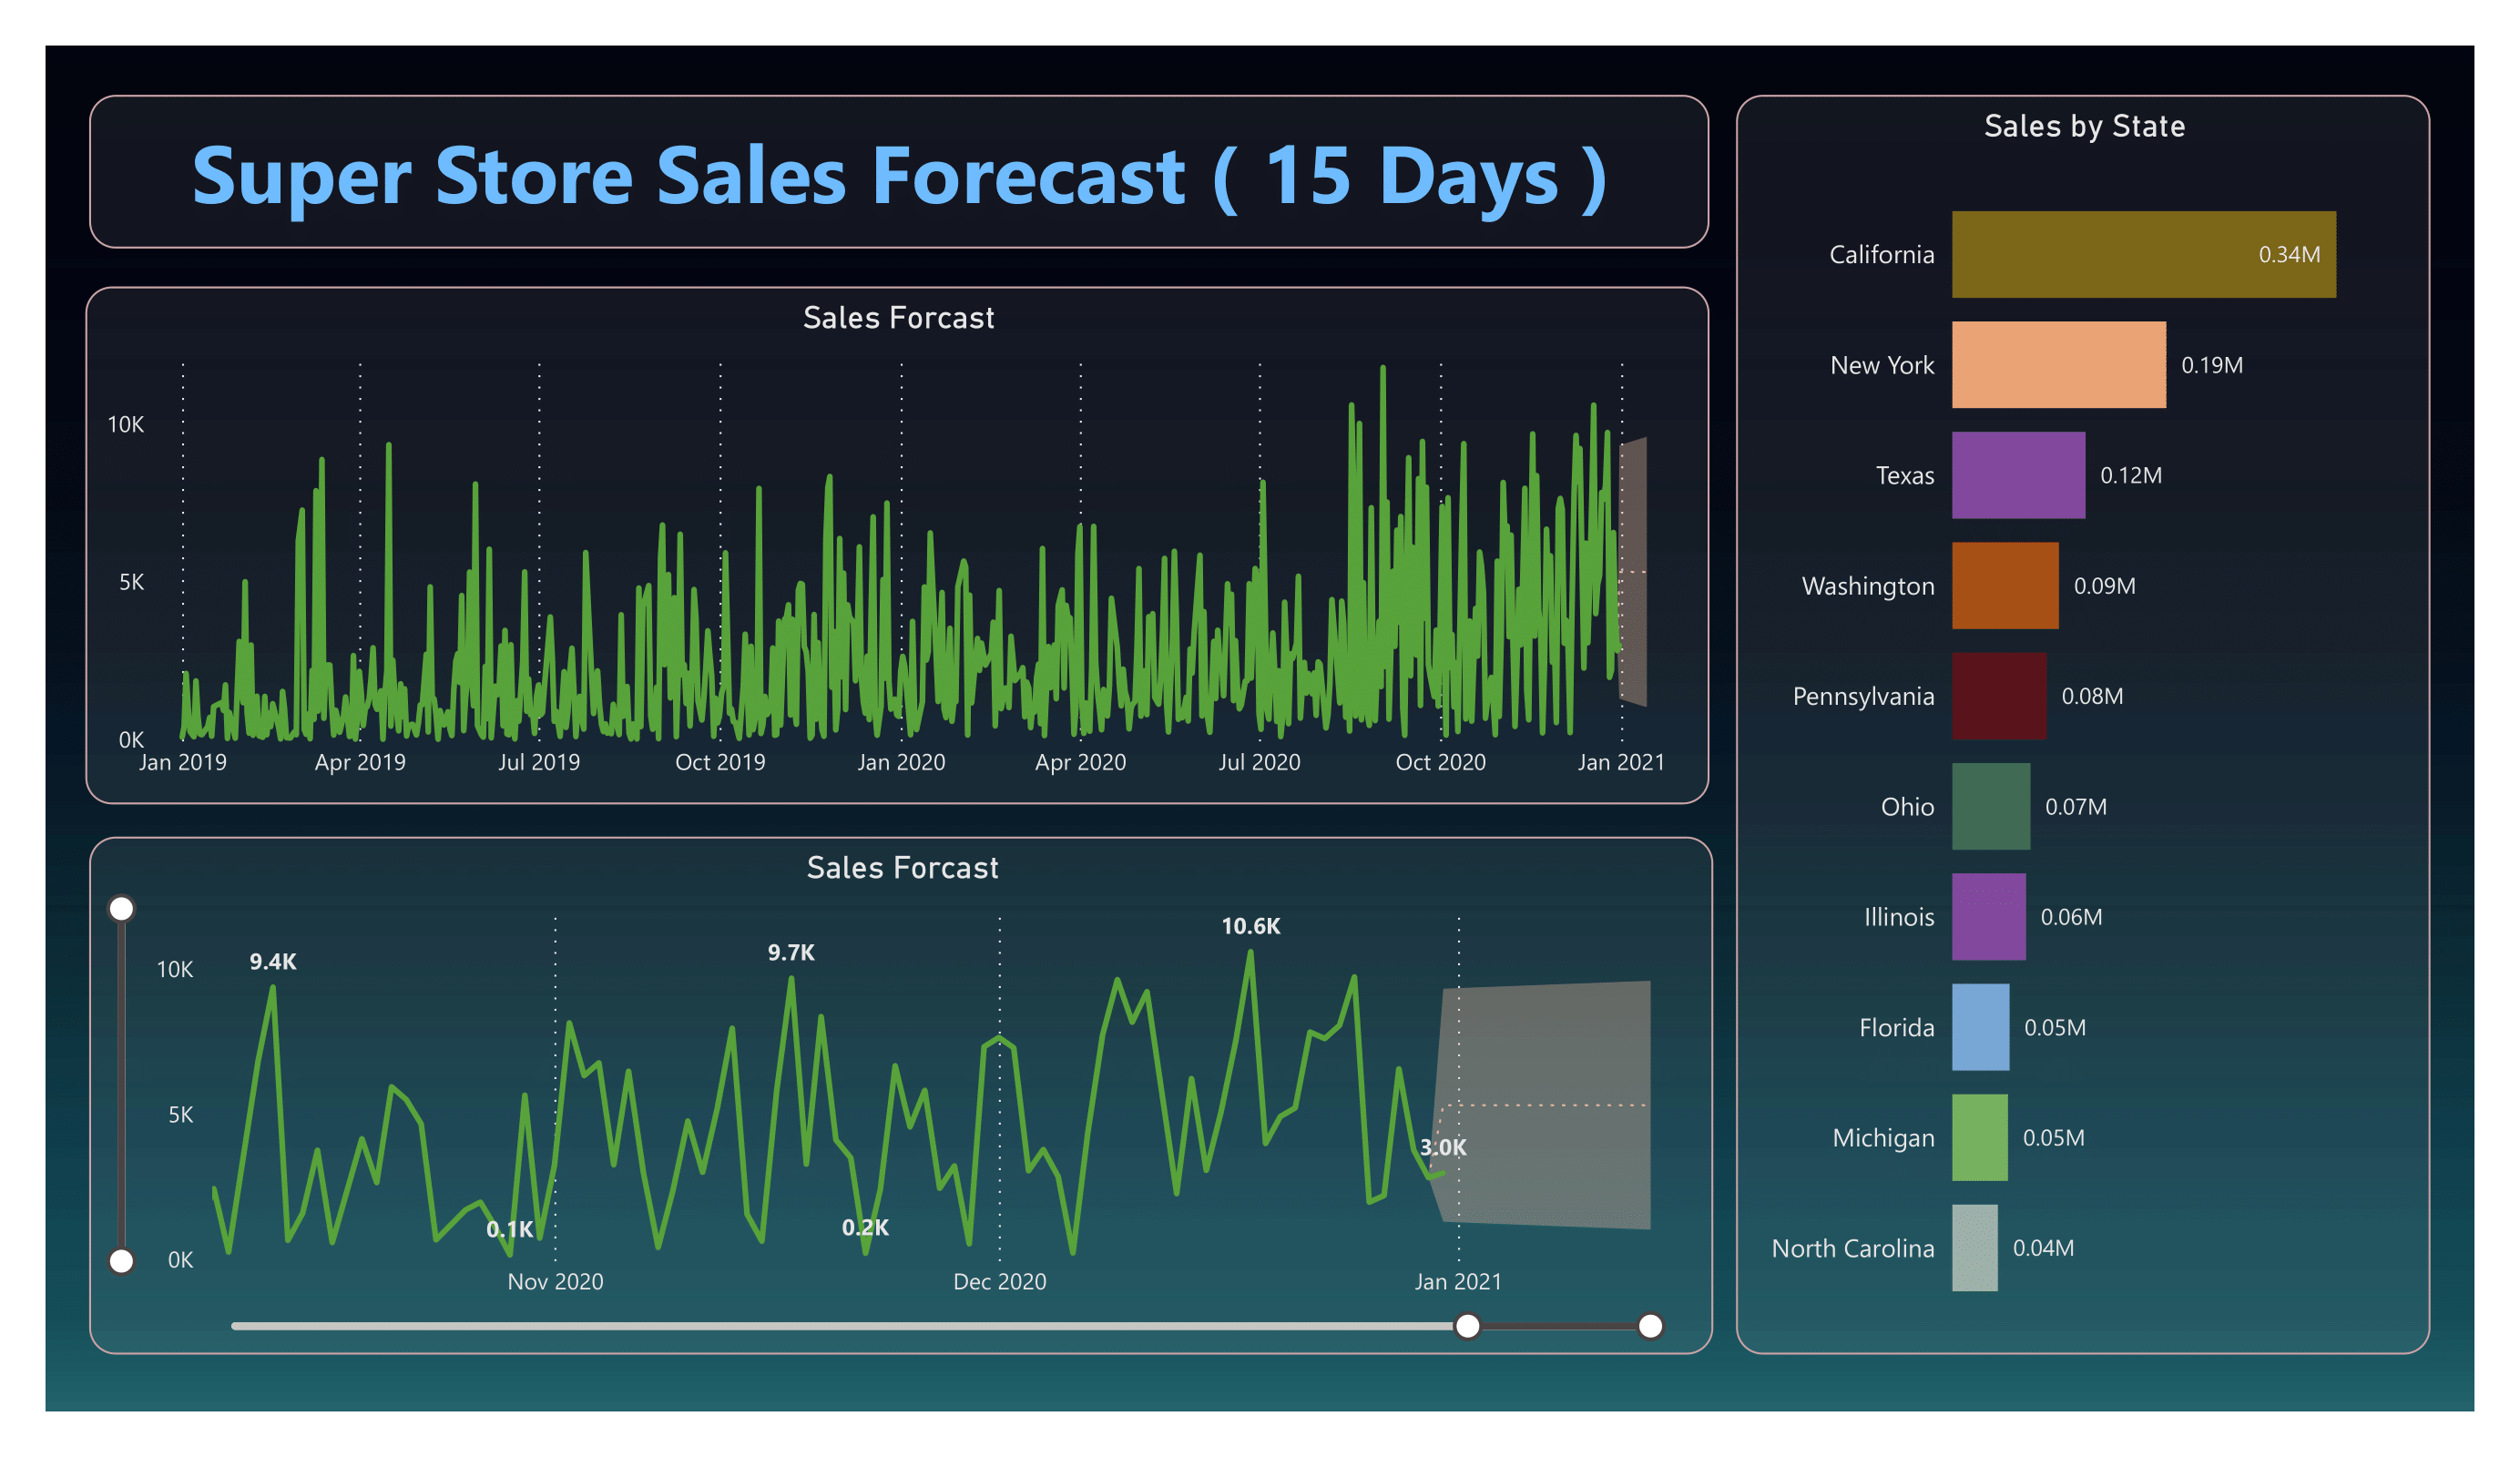 Super Store Sales Forecast ( 15 Days )
Sales Forcast
10K
5K
0K
Jan 2019 Apr 2019 Jul 2019 Oct 2019 Jan 2020 Apr 2020 Jul 2020 Oct 2020 Jan 2021
Sales Forcast
10K
5K
0K
9.4K 9.7K 10.6K
0.1K 0.2K 3.0K
Nov 2020 Dec 2020 Jan 2021
Sales by State
California 0.34M
New York 0.19M
Texas 0.12M
Washington 0.09M
Pennsylvania 0.08M
Ohio 0.07M
Illinois 0.06M
Florida 0.05M
Michigan 0.05M
North Carolina 0.04M